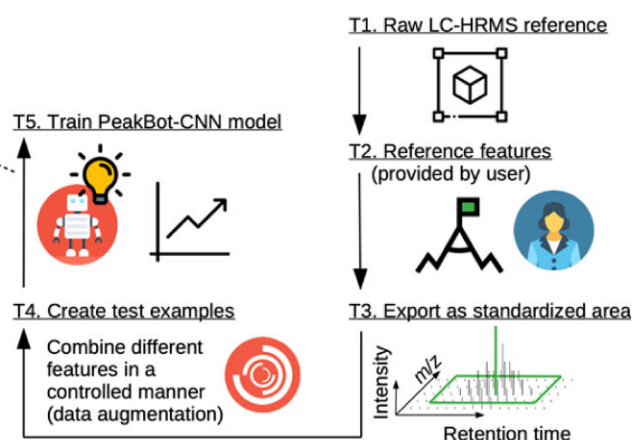 T1. Raw LC-HRMS reference
T2. Reference features
(provided by user)
T3. Export as standardized area
Intensity
m/z
Retention time
T4. Create test examples
Combine different
features in a
controlled manner
(data augmentation)
T5. Train PeakBot-CNN model